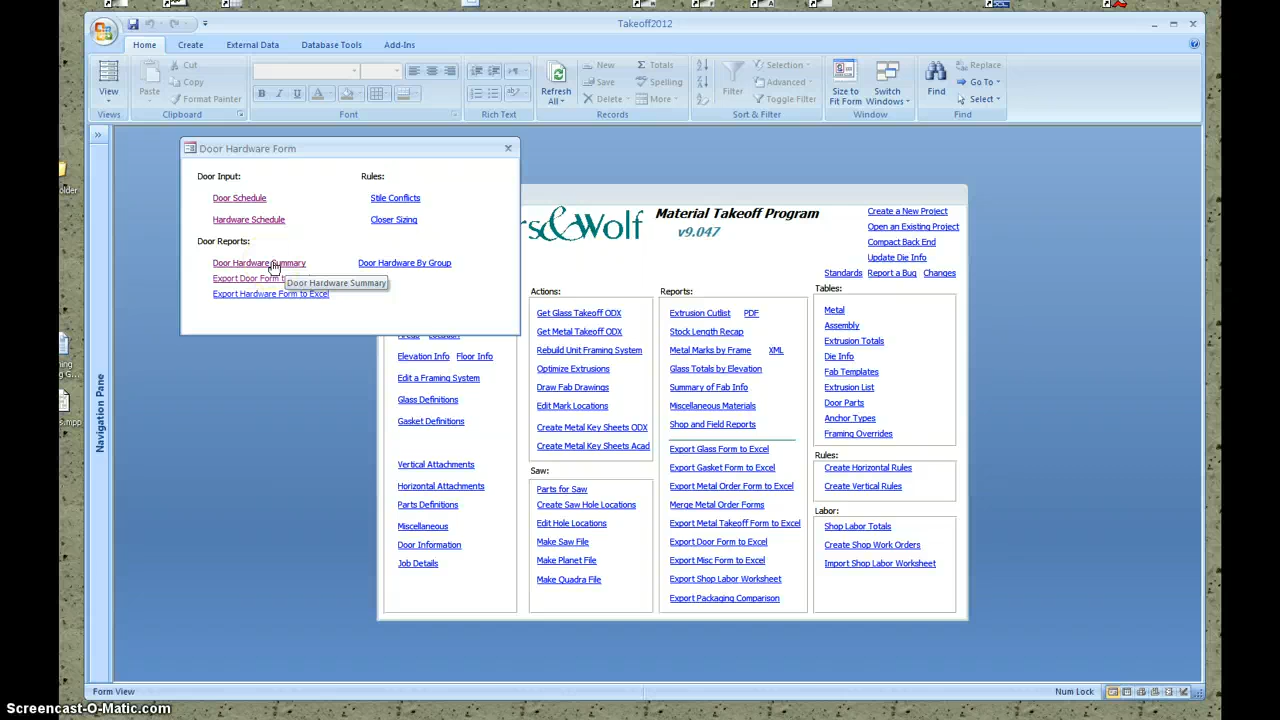 Takeoff2012
Home Create External Data Database Tools Add-Ins
View
Views
Paste
Cut
Copy
Format Painter
Clipboard
B I U A
Font
Rich Text
Refresh
All
New
Save
Delete
Totals
Spelling
More
Records
Filter
Selection
Advanced
Toggle Filter
Sort & Filter
Size to
Fit Form
Switch
Windows
Window
Find
Replace
Go To
Select
Find
Navigation Pane
Door Hardware Form
Door Input:
Door Schedule
Hardware Schedule
Rules:
Stile Conflicts
Closer Sizing
Door Reports:
Door Hardware Summary
Door Hardware By Group
Export Door Form
Door Hardware Summary
Export Hardware Form to Excel
s&Wolf
Material Takeoff Program
v9.047
Create a New Project
Open an Existing Project
Compact Back End
Update Die Info
Standards Report a Bug Changes
Elevation Info Floor Info
Edit a Framing System
Glass Definitions
Gasket Definitions
Vertical Attachments
Horizontal Attachments
Parts Definitions
Miscellaneous
Door Information
Job Details
Actions:
Get Glass Takeoff ODX
Get Metal Takeoff ODX
Rebuild Unit Framing System
Optimize Extrusions
Draw Fab Drawings
Edit Mark Locations
Create Metal Key Sheets ODX
Create Metal Key Sheets Acad
Saw:
Parts for Saw
Create Saw Hole Locations
Edit Hole Locations
Make Saw File
Make Planet File
Make Quadra File
Reports:
Extrusion Cutlist PDF
Stock Length Recap
Metal Marks by Frame XML
Glass Totals by Elevation
Summary of Fab Info
Miscellaneous Materials
Shop and Field Reports
Export Glass Form to Excel
Export Gasket Form to Excel
Export Metal Order Form to Excel
Merge Metal Order Forms
Export Metal Takeoff Form to Excel
Export Door Form to Excel
Export Misc Form to Excel
Export Shop Labor Worksheet
Export Packaging Comparison
Tables:
Metal
Assembly
Extrusion Totals
Die Info
Fab Templates
Extrusion List
Door Parts
Anchor Types
Framing Overrides
Rules:
Create Horizontal Rules
Create Vertical Rules
Labor:
Shop Labor Totals
Create Shop Work Orders
Import Shop Labor Worksheet
Form View
Num Lock
Screencast-O-Matic.com